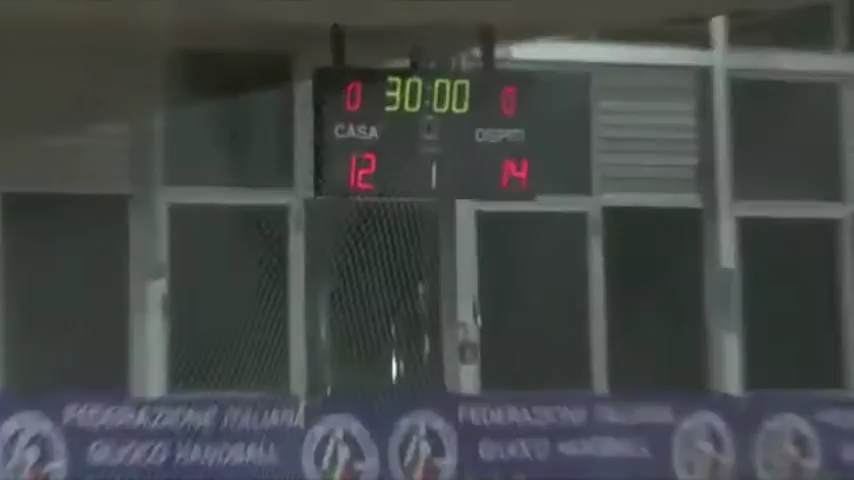 0 30:00 0
CASA OSPITI
12 1 14
FEDERAZIONE ITALIANA FEDERAZIONE ITALIANA
GIUOCO HANDBALL GIUOCO HANDBALL